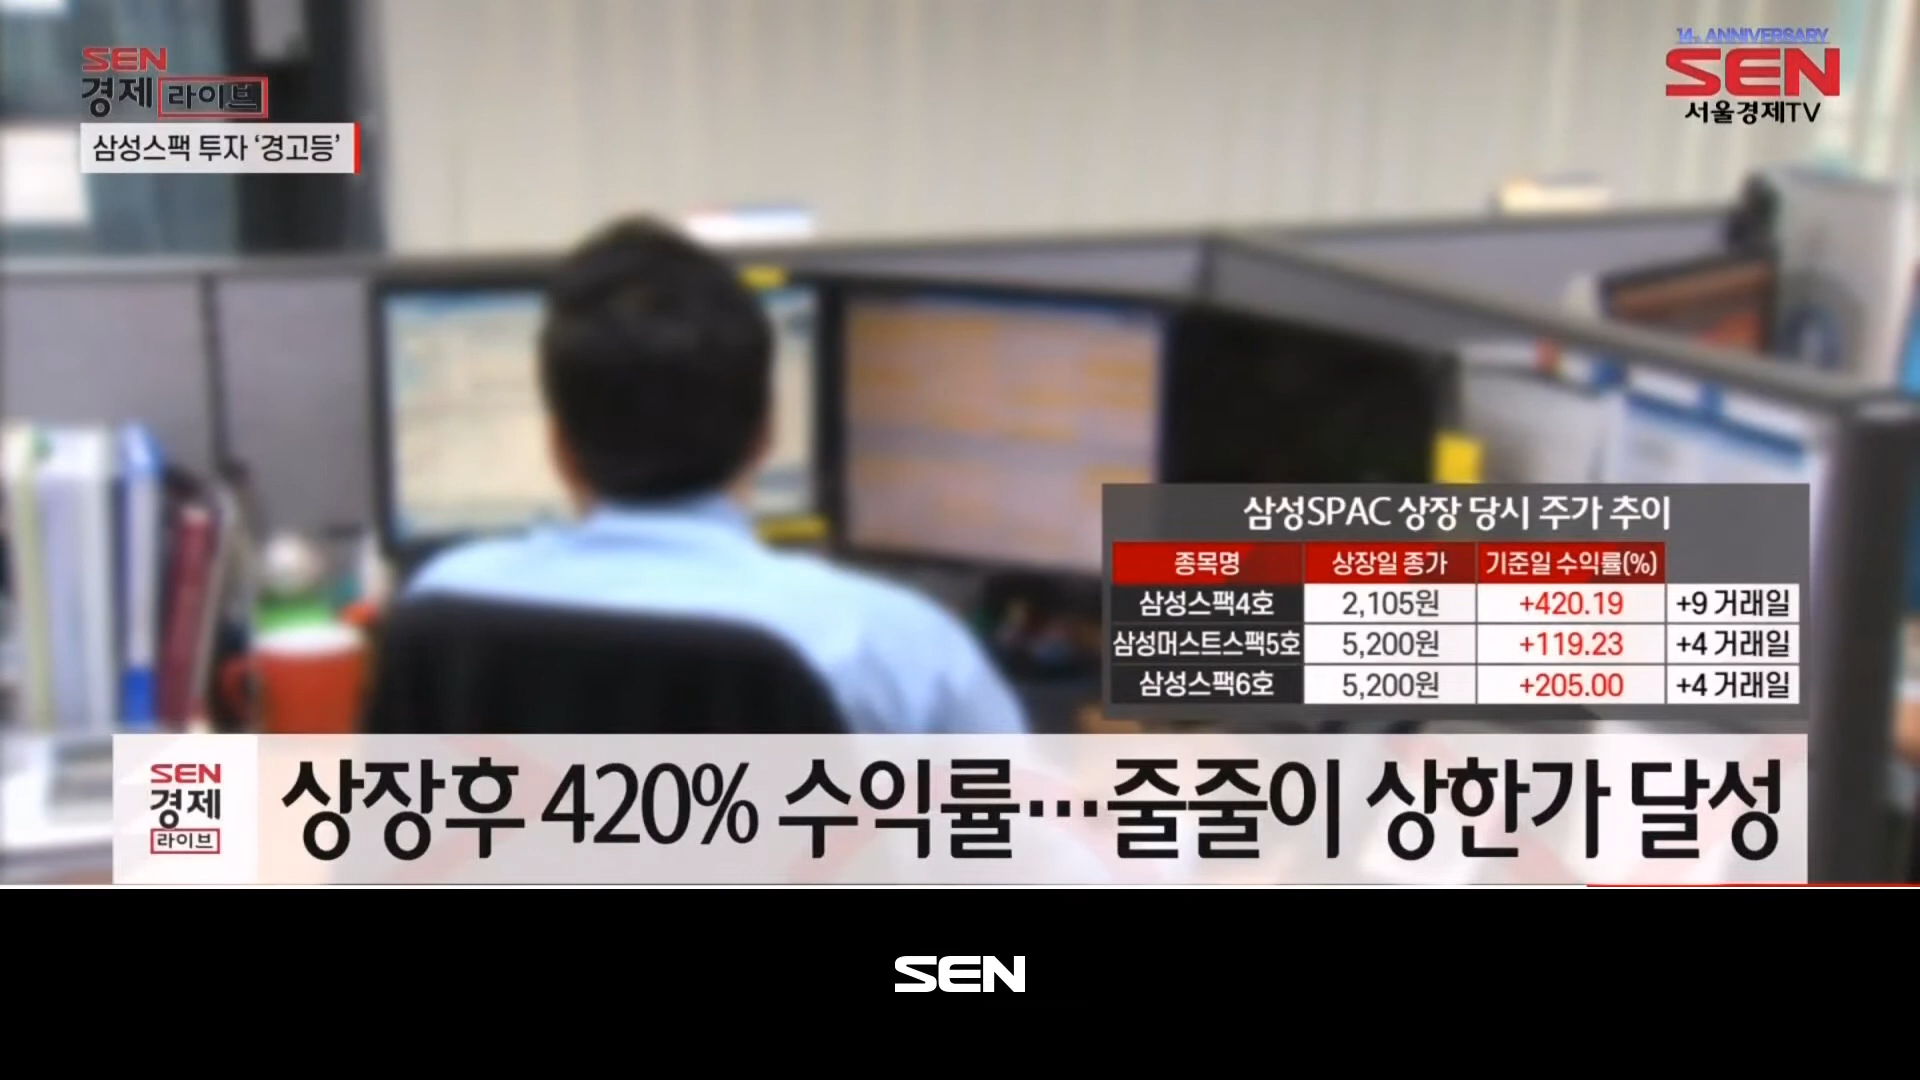 SEN
경제 라이브
삼성스팩 투자 ‘경고등’
14th ANNIVERSARY
SEN
서울경제TV
삼성SPAC 상장 당시 주가 추이
종목명 상장일 종가 기준일 수익률(%)
삼성스팩4호 2,105원 +420.19 +9 거래일
삼성머스트스팩5호 5,200원 +119.23 +4 거래일
삼성스팩6호 5,200원 +205.00 +4 거래일
SEN
경제
라이브
상장후 420% 수익률…줄줄이 상한가 달성
SEN